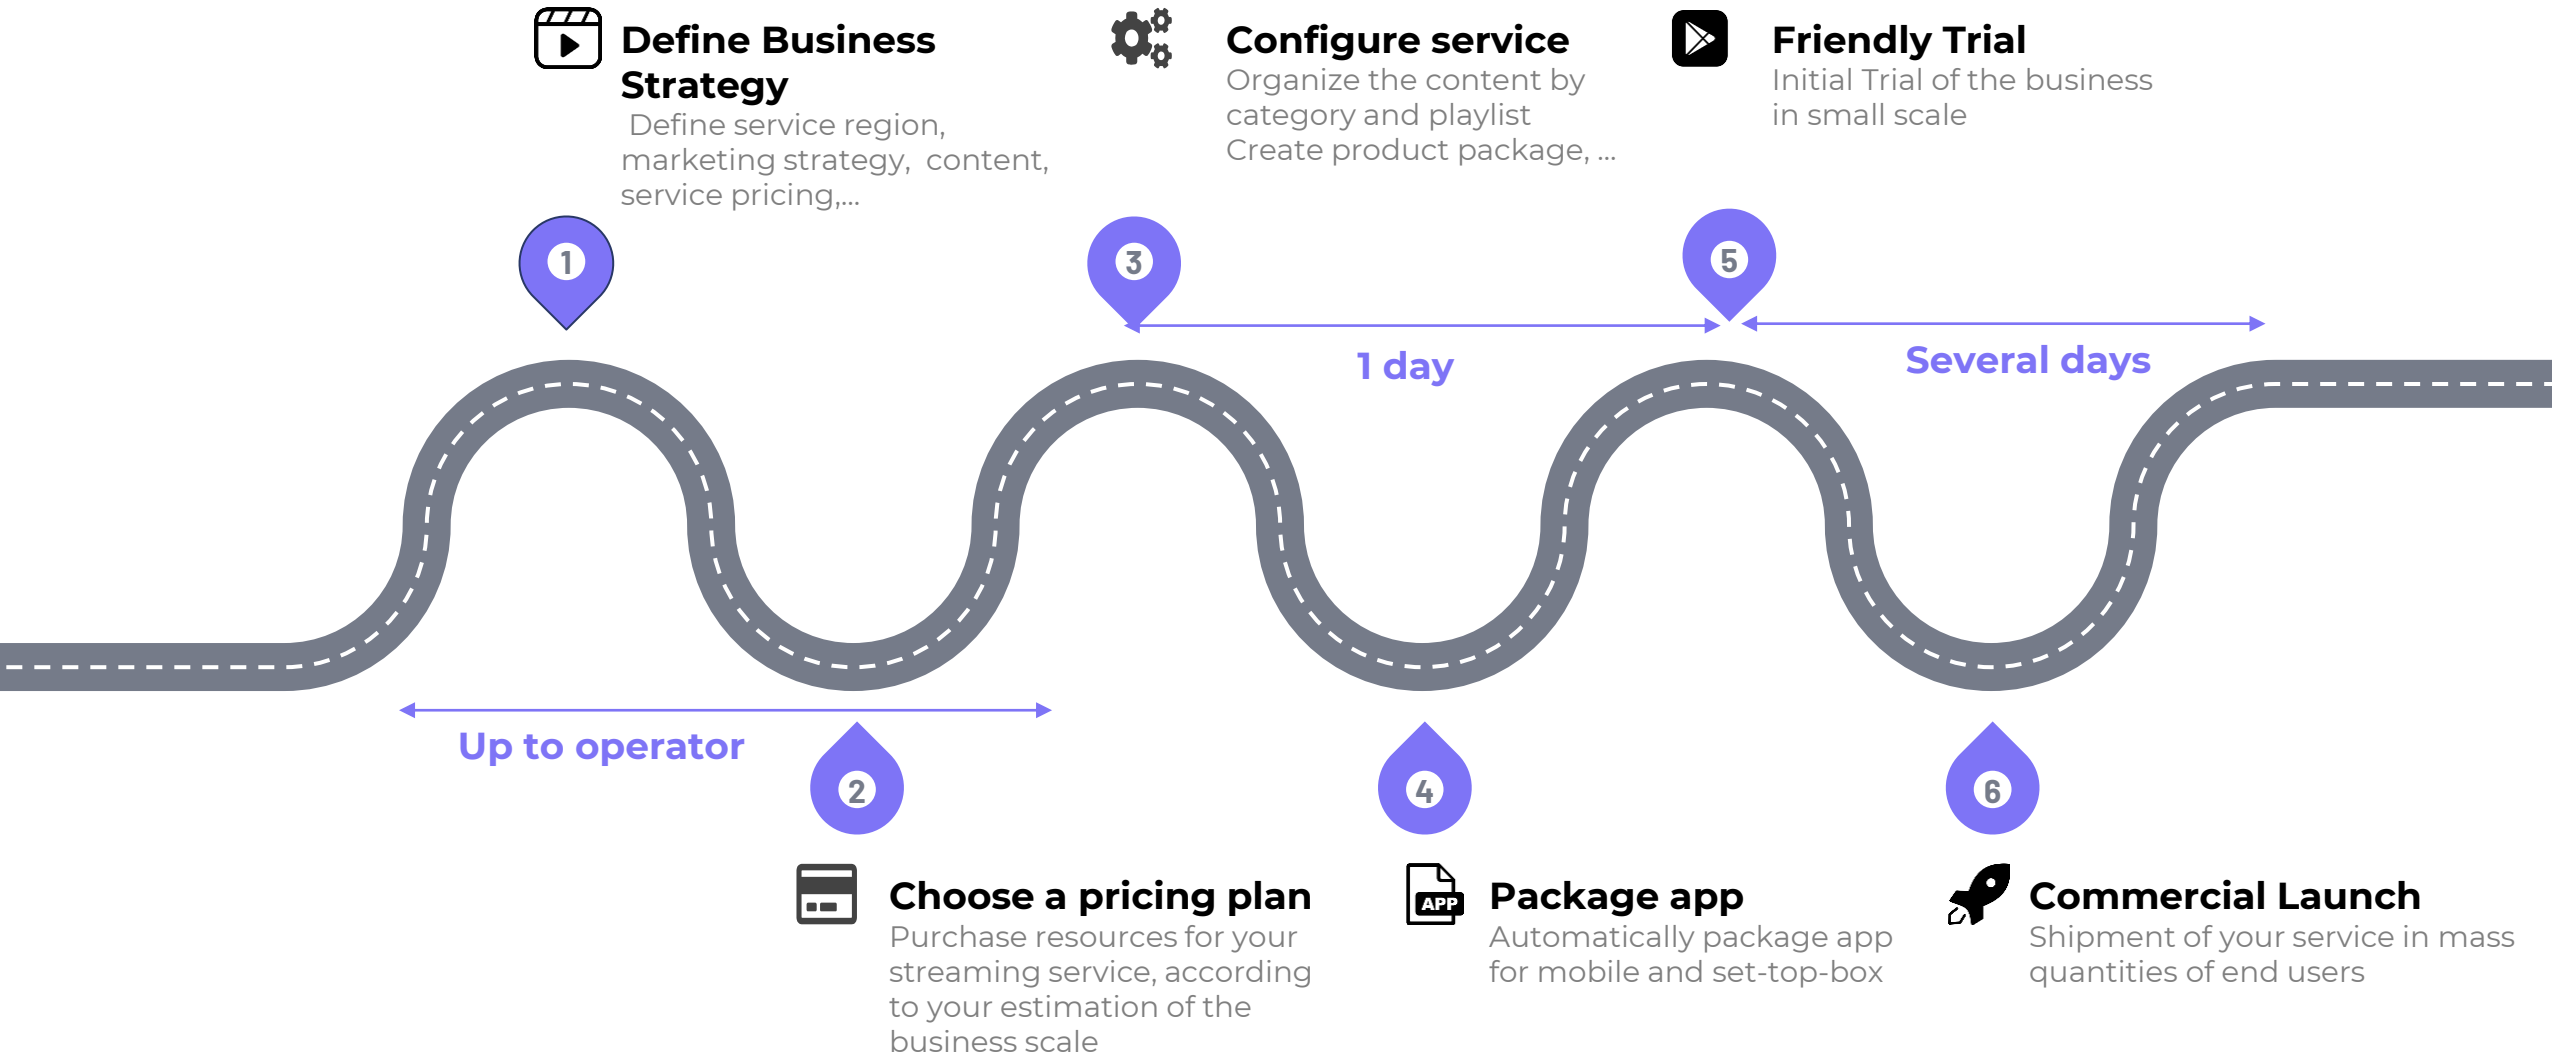 Define Business
Strategy
Define service region,
marketing strategy, content,
service pricing,...
Configure service
Organize the content by
category and playlist
Create product package, ...
Friendly Trial
Initial Trial of the business
in small scale
1
3
5
1 day
Several days
Up to operator
2
4
6
Choose a pricing plan
Purchase resources for your
streaming service, according
to your estimation of the
business scale
APP
Package app
Automatically package app
for mobile and set-top-box
Commercial Launch
Shipment of your service in mass
quantities of end users